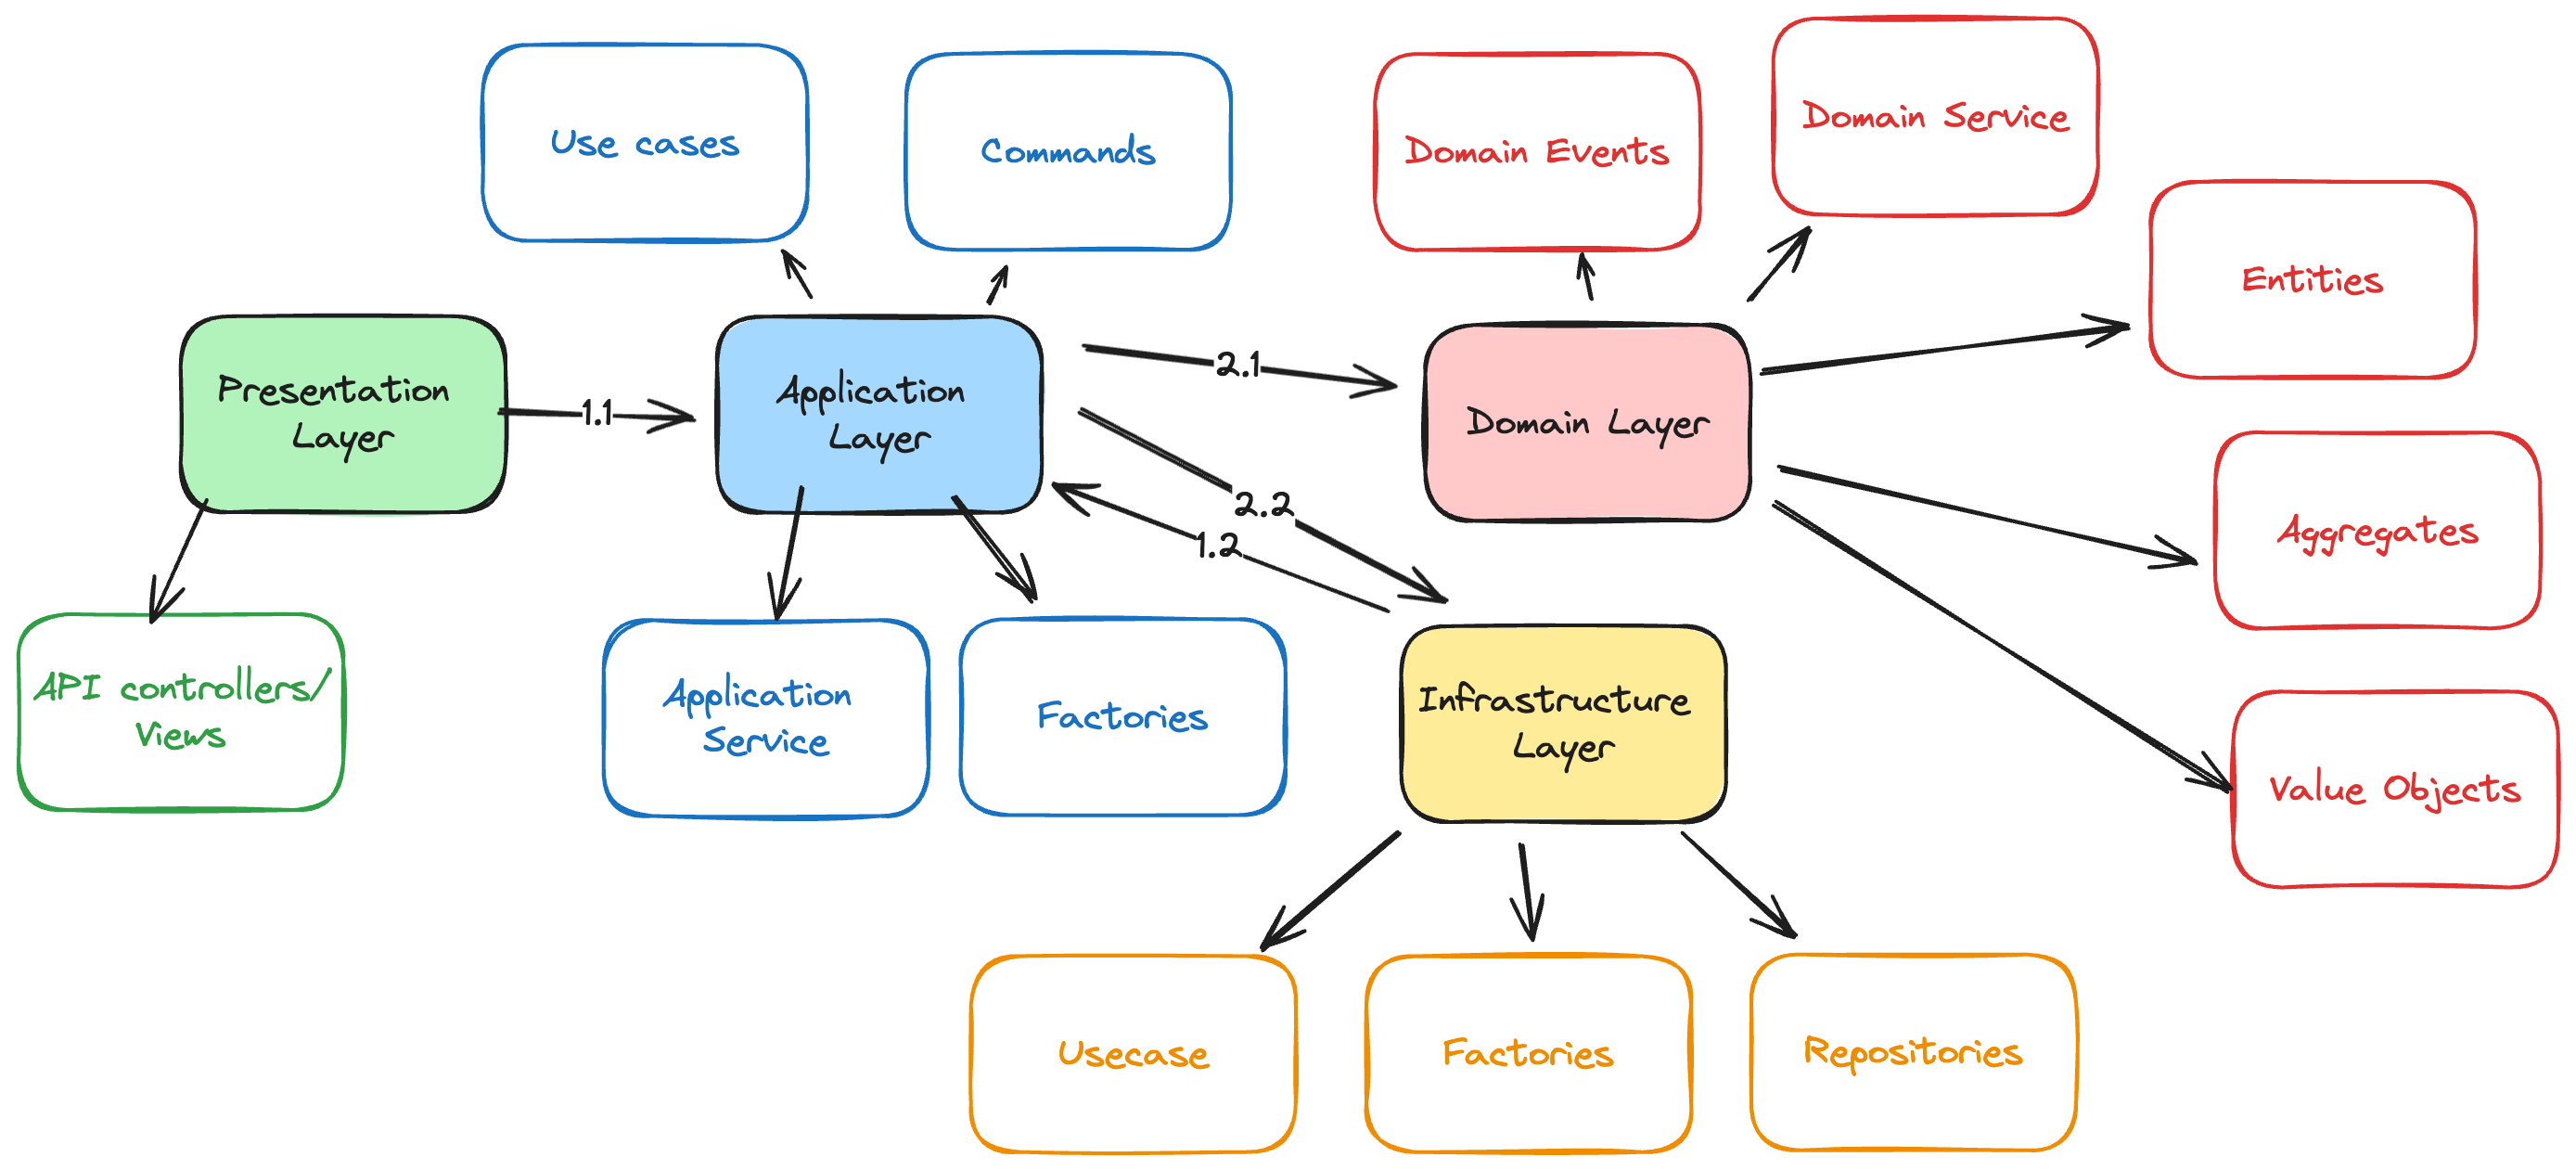 Use cases
Commands
Domain Events
Domain Service
Entities
Presentation
Layer
1.1
Application
Layer
2.1
Domain Layer
2.2
1.2
Aggregates
API controllers/
Views
Application
Service
Factories
Infrastructure
Layer
Value Objects
Usecase
Factories
Repositories